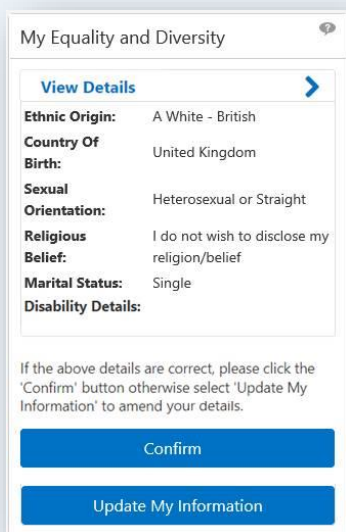 My Equality and Diversity ?
View Details
Ethnic Origin: A White - British
Country Of
Birth: United Kingdom
Sexual
Orientation: Heterosexual or Straight
Religious I do not wish to disclose my
Belief: religion/belief
Marital Status: Single
Disability Details:
If the above details are correct, please click the
'Confirm' button otherwise select 'Update My
Information' to amend your details.
Confirm
Update My Information